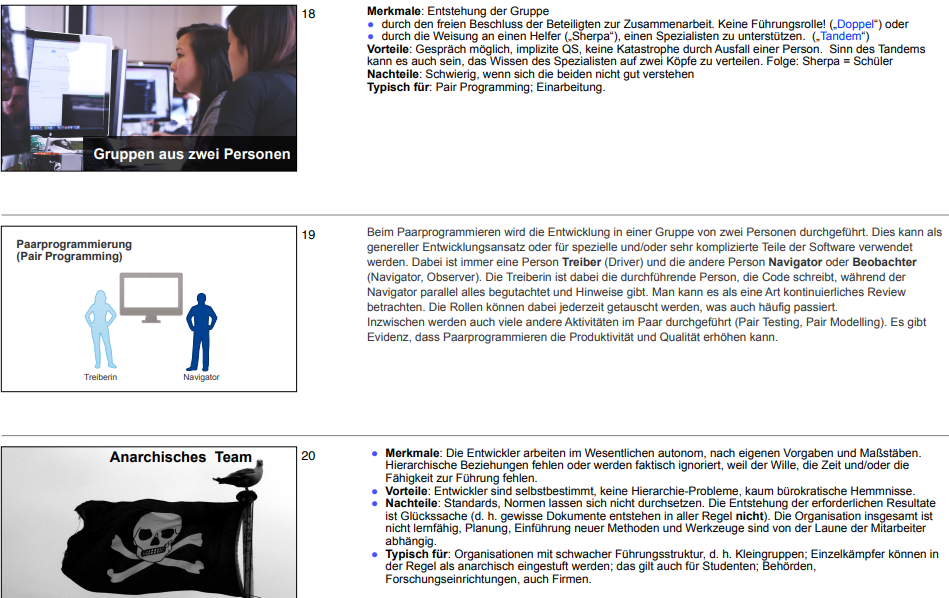 18
Gruppen aus zwei Personen
Merkmale: Entstehung der Gruppe
● durch den freien Beschluss der Beteiligten zur Zusammenarbeit. Keine Führungsrolle! („Doppel“) oder
● durch die Weisung an einen Helfer („Sherpa“), einen Spezialisten zu unterstützen. („Tandem“)
Vorteile: Gespräch möglich, implizite QS, keine Katastrophe durch Ausfall einer Person. Sinn des Tandems
kann es auch sein, das Wissen des Spezialisten auf zwei Köpfe zu verteilen. Folge: Sherpa = Schüler
Nachteile: Schwierig, wenn sich die beiden nicht gut verstehen
Typisch für: Pair Programming; Einarbeitung.
19
Paarprogrammierung
(Pair Programming)
Treiberin
Navigator
Beim Paarprogrammieren wird die Entwicklung in einer Gruppe von zwei Personen durchgeführt. Dies kann als
genereller Entwicklungsansatz oder für spezielle und/oder sehr komplizierte Teile der Software verwendet
werden. Dabei ist immer eine Person Treiber (Driver) und die andere Person Navigator oder Beobachter
(Navigator, Observer). Die Treiberin ist dabei die durchführende Person, die Code schreibt, während der
Navigator parallel alles begutachtet und Hinweise gibt. Man kann es als eine Art kontinuierliches Review
betrachten. Die Rollen können dabei jederzeit getauscht werden, was auch häufig passiert.
Inzwischen werden auch viele andere Aktivitäten im Paar durchgeführt (Pair Testing, Pair Modelling). Es gibt
Evidenz, dass Paarprogrammieren die Produktivität und Qualität erhöhen kann.
20
Anarchisches Team
● Merkmale: Die Entwickler arbeiten im Wesentlichen autonom, nach eigenen Vorgaben und Maßstäben.
Hierarchische Beziehungen fehlen oder werden faktisch ignoriert, weil der Wille, die Zeit und/oder die
Fähigkeit zur Führung fehlen.
● Vorteile: Entwickler sind selbstbestimmt, keine Hierarchie-Probleme, kaum bürokratische Hemmnisse.
● Nachteile: Standards, Normen lassen sich nicht durchsetzen. Die Entstehung der erforderlichen Resultate
ist Glückssache (d. h. gewisse Dokumente entstehen in aller Regel nicht). Die Organisation insgesamt ist
nicht lernfähig, Planung, Einführung neuer Methoden und Werkzeuge sind von der Laune der Mitarbeiter
abhängig.
● Typisch für: Organisationen mit schwacher Führungsstruktur, d. h. Kleingruppen; Einzelkämpfer können in
der Regel als anarchisch eingestuft werden; das gilt auch für Studenten; Behörden,
Forschungseinrichtungen, auch Firmen.